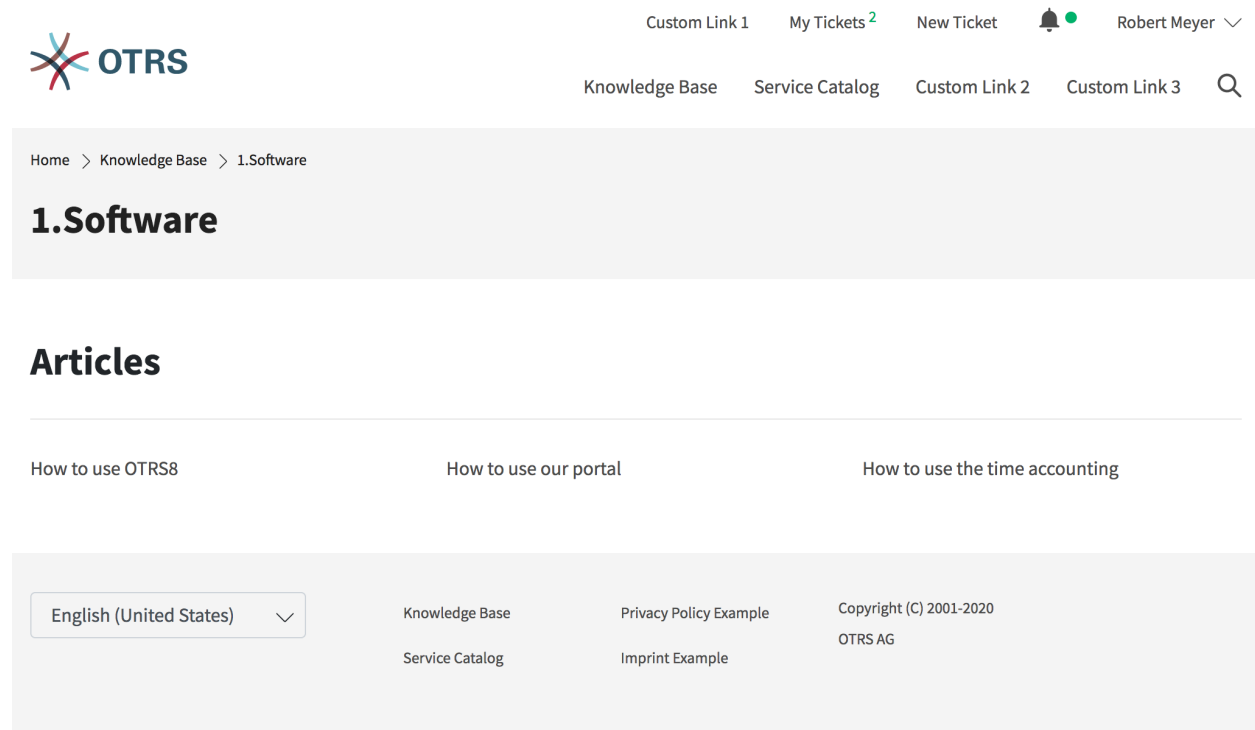 Custom Link 1 My Tickets 2 New Ticket Robert Meyer
OTRS
Knowledge Base Service Catalog Custom Link 2 Custom Link 3
Home Knowledge Base 1.Software
1.Software
Articles
How to use OTRS8 How to use our portal How to use the time accounting
English (United States) Knowledge Base Privacy Policy Example Copyright (C) 2001-2020
OTRS AG
Service Catalog Imprint Example